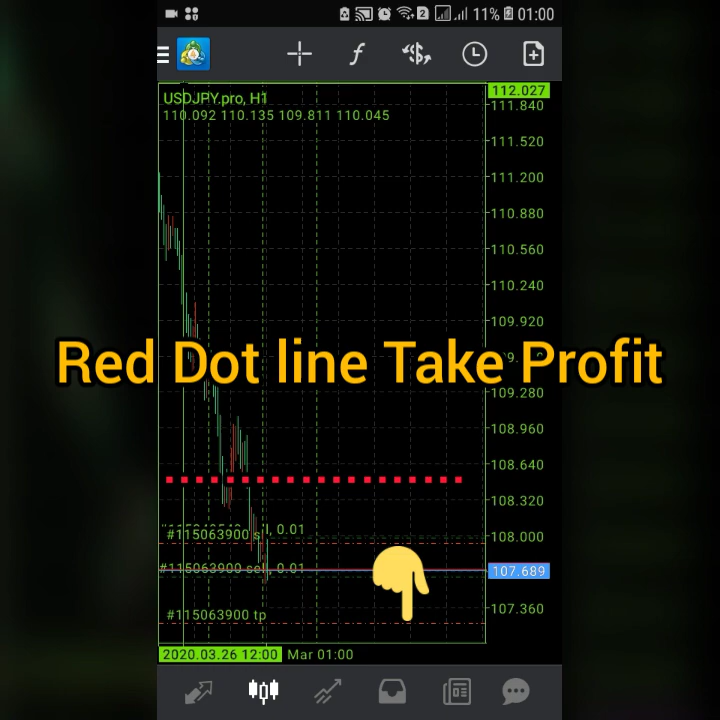 2 11% 01:00
USDJPY.pro, H1
110.092 110.135 109.811 110.045
112.027
111.840
111.520
111.200
110.880
110.560
110.240
109.920
Red Dot line Take Profit
109.280
108.960
108.640
108.320
#115063900 sl, 0.01
108.000
#115063900 sell, 0.01
107.689
107.360
#115063900 tp
2020.03.26 12:00 Mar 01:00